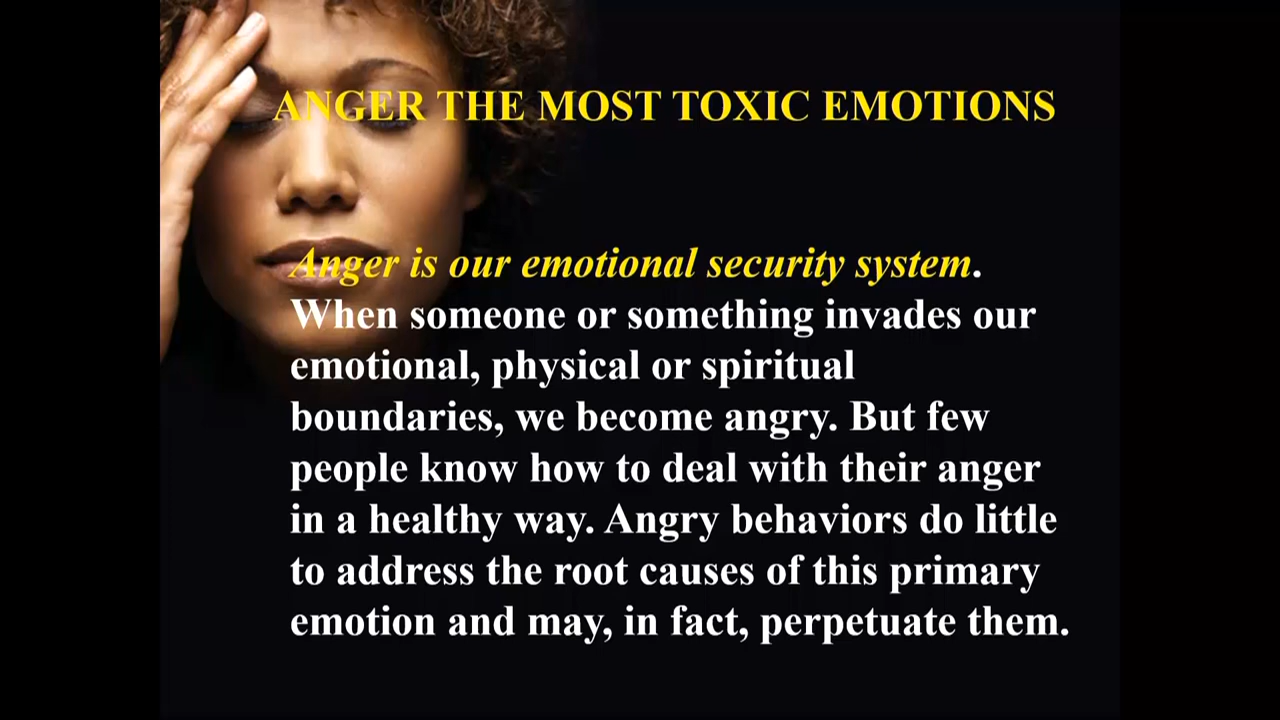 ANGER THE MOST TOXIC EMOTIONS
Anger is our emotional security system.
When someone or something invades our
emotional, physical or spiritual
boundaries, we become angry. But few
people know how to deal with their anger
in a healthy way. Angry behaviors do little
to address the root causes of this primary
emotion and may, in fact, perpetuate them.